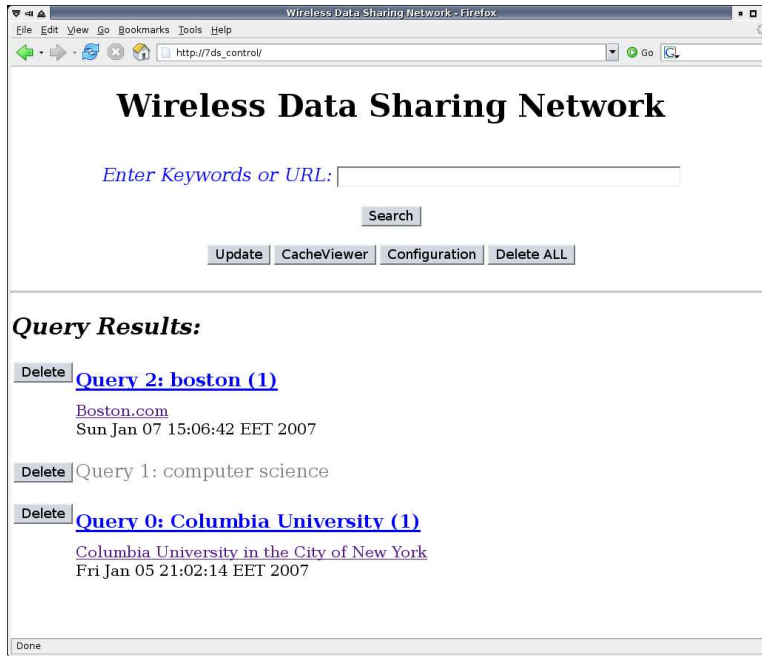 Wireless Data Sharing Network - Firefox
File Edit View Go Bookmarks Tools Help
http://7ds_control/ Go G
Wireless Data Sharing Network
Enter Keywords or URL:
Search
Update CacheViewer Configuration Delete ALL
Query Results:
Delete Query 2: boston (1)
Boston.com
Sun Jan 07 15:06:42 EET 2007
Delete Query 1: computer science
Delete Query 0: Columbia University (1)
Columbia University in the City of New York
Fri Jan 05 21:02:14 EET 2007
Done